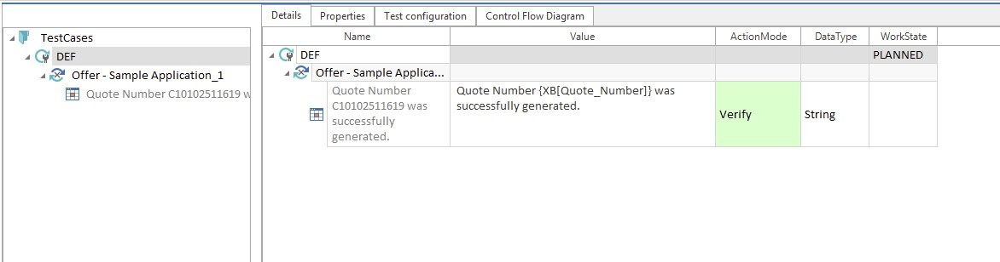 Details Properties Test configuration Control Flow Diagram
TestCases
DEF
Offer - Sample Application_1
Quote Number C10102511619 w
Name Value ActionMode DataType WorkState
DEF PLANNED
Offer - Sample Applica...
Quote Number
C10102511619 was
successfully
generated.
Quote Number {XB[Quote_Number]} was
successfully generated.
Verify
String